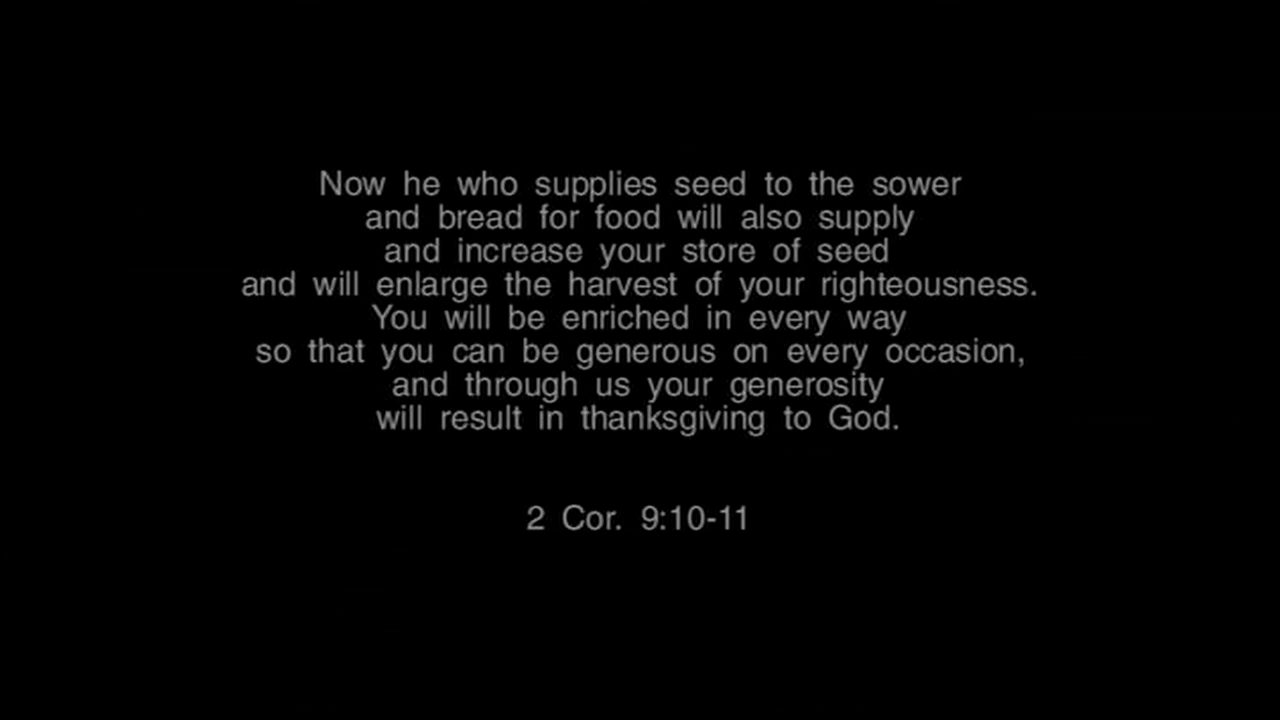 Now he who supplies seed to the sower
and bread for food will also supply
and increase your store of seed
and will enlarge the harvest of your righteousness.
You will be enriched in every way
so that you can be generous on every occasion,
and through us your generosity
will result in thanksgiving to God.
2 Cor. 9:10-11